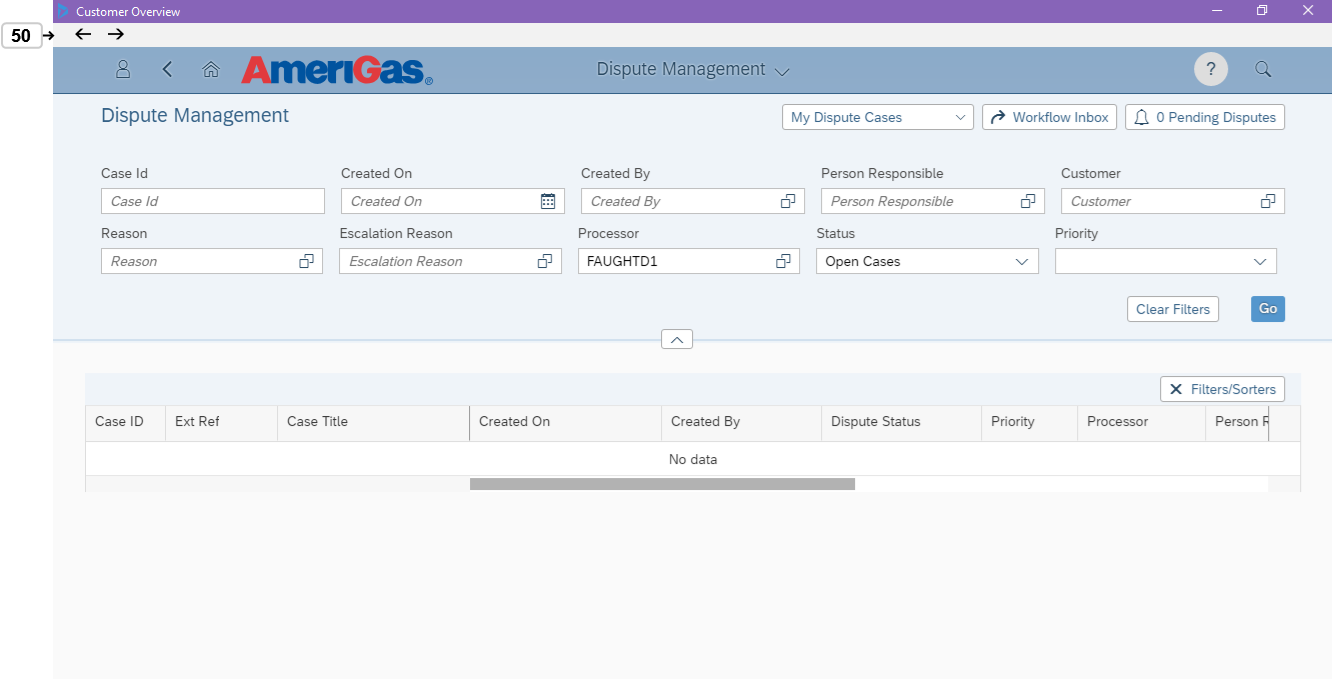 Customer Overview
50
AmeriGas®
Dispute Management
?
Dispute Management
My Dispute Cases
Workflow Inbox
0 Pending Disputes
Case Id
Created On
Created By
Person Responsible
Customer
Case Id
Created On
Created By
Person Responsible
Customer
Reason
Escalation Reason
Processor
Status
Priority
Reason
Escalation Reason
FAUGHTD1
Open Cases
Clear Filters
Go
Filters/Sorters
Case ID
Ext Ref
Case Title
Created On
Created By
Dispute Status
Priority
Processor
Person R
No data